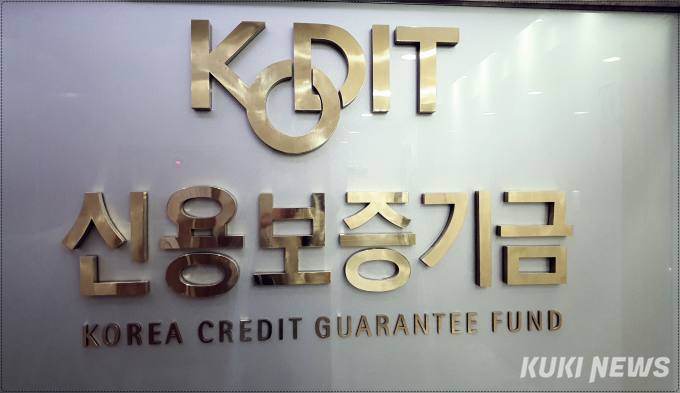 KODIT
신용보증기금
KOREA CREDIT GUARANTEE FUND
KUKI NEWS